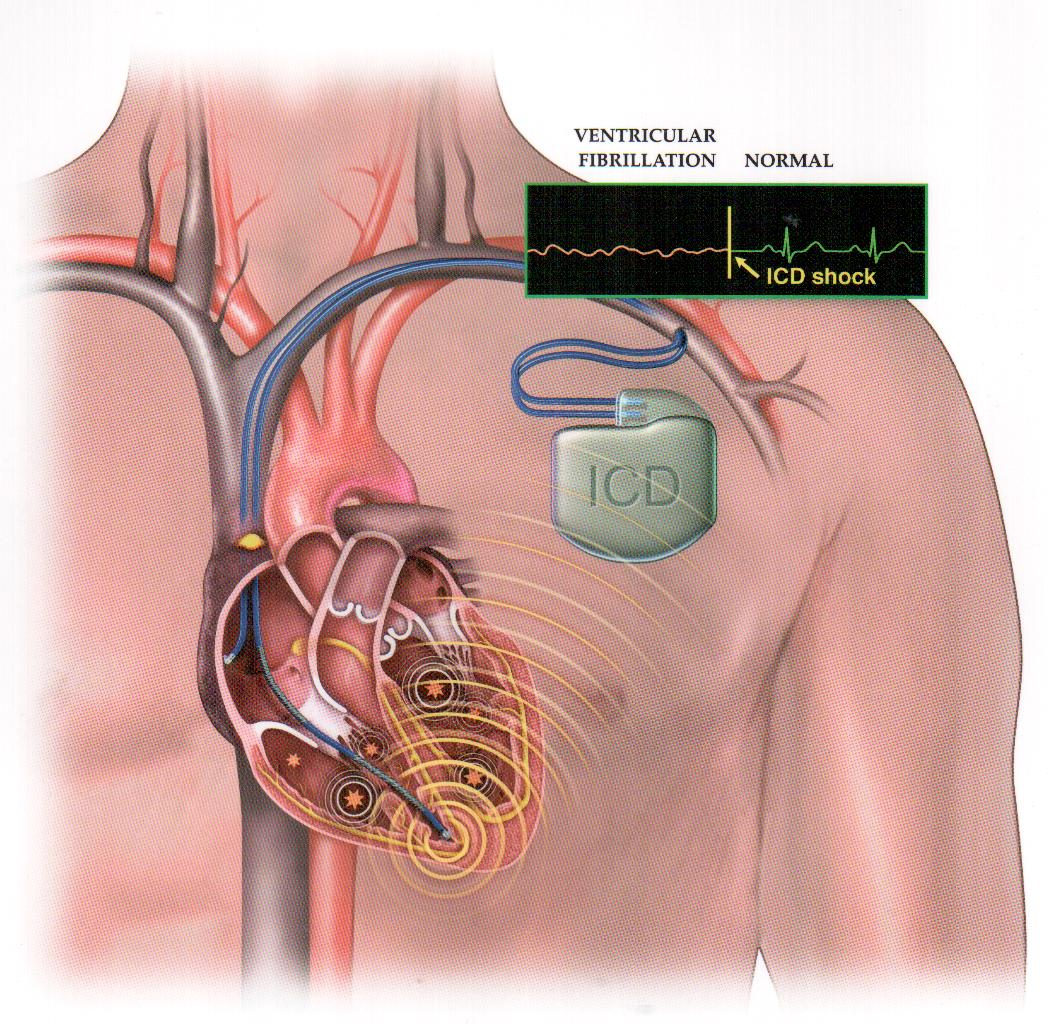 VENTRICULAR
FIBRILLATION NORMAL
ICD shock
ICD